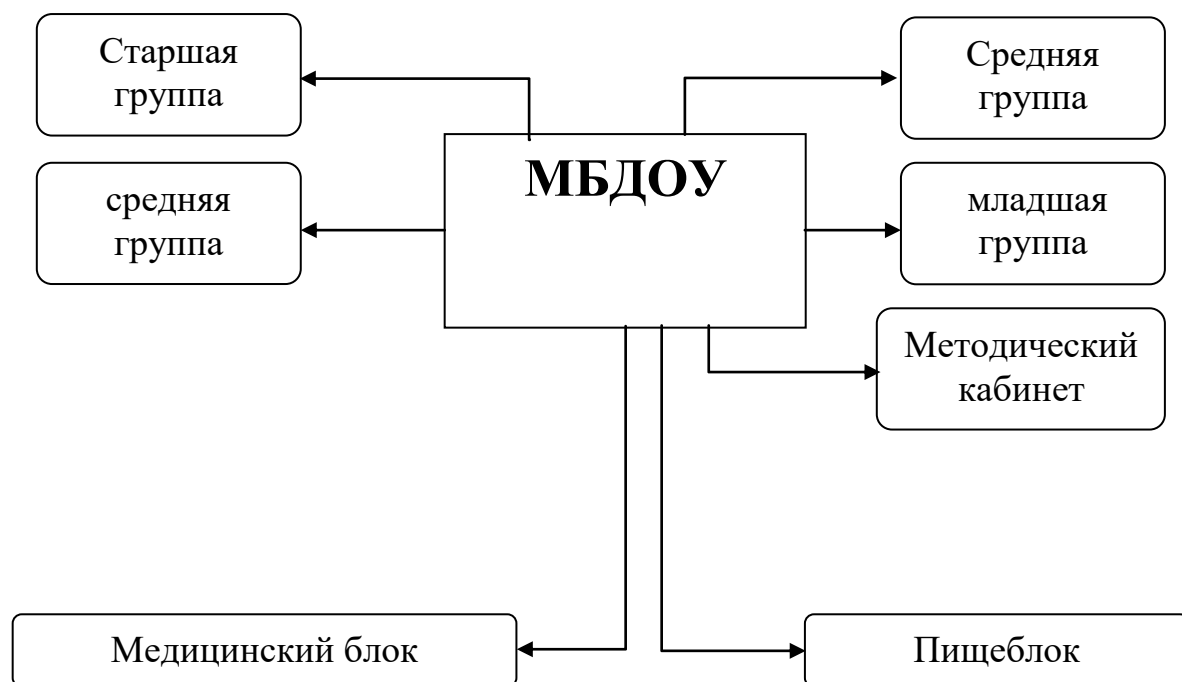 Старшая
группа
Средняя
группа
МБДОУ
средняя
группа
младшая
группа
Методический
кабинет
Медицинский блок
Пищеблок